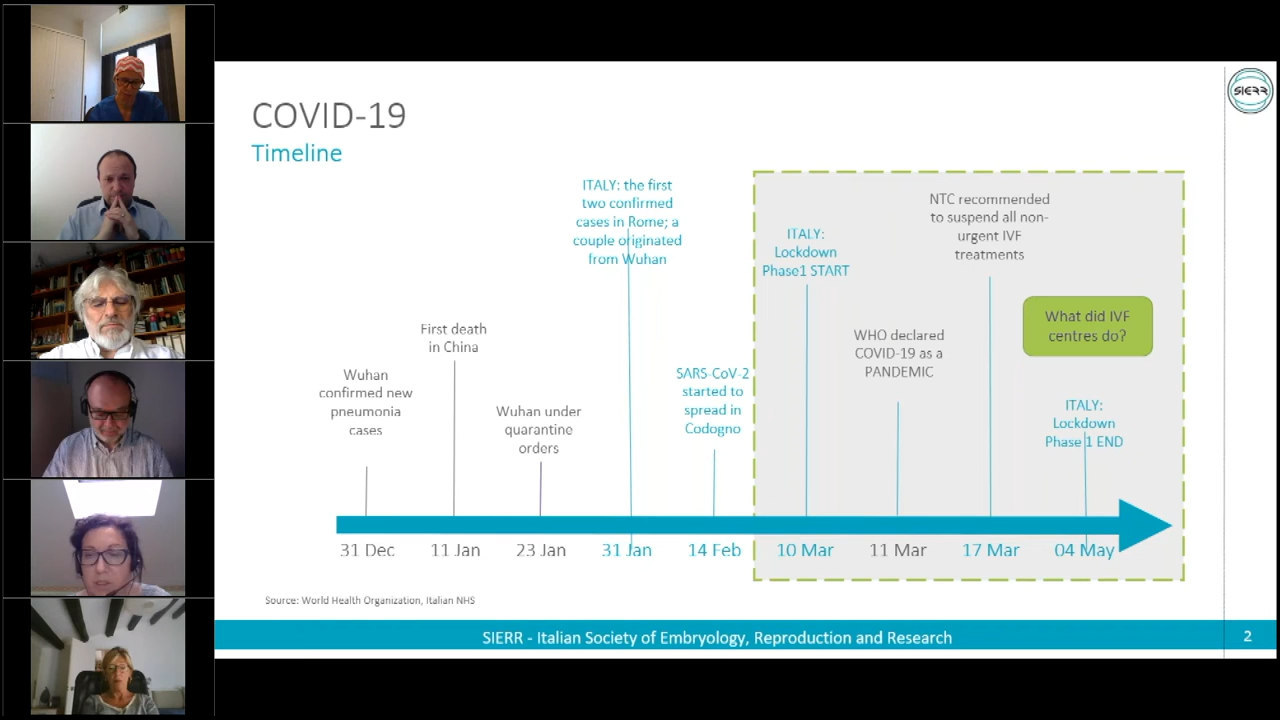 SIERR
COVID-19
Timeline
ITALY: the first
two confirmed
cases in Rome; a
couple originated
from Wuhan
NTC recommended
to suspend all non-
urgent IVF
treatments
ITALY:
Lockdown
Phase1 START
What did IVF
centres do?
First death
in China
WHO declared
COVID-19 as a
PANDEMIC
Wuhan
confirmed new
pneumonia
cases
SARS-CoV-2
started to
spread in
Codogno
Wuhan under
quarantine
orders
ITALY:
Lockdown
Phase 1 END
31 Dec
11 Jan
23 Jan
31 Jan
14 Feb
10 Mar
11 Mar
17 Mar
04 May
Source: World Health Organization, Italian NHS
SIERR - Italian Society of Embryology, Reproduction and Research
2